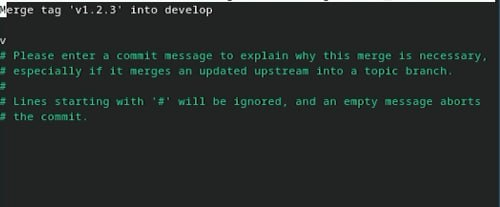 Merge tag 'v1.2.3' into develop
v
# Please enter a commit message to explain why this merge is necessary,
# especially if it merges an updated upstream into a topic branch.
#
# Lines starting with '#' will be ignored, and an empty message aborts
# the commit.